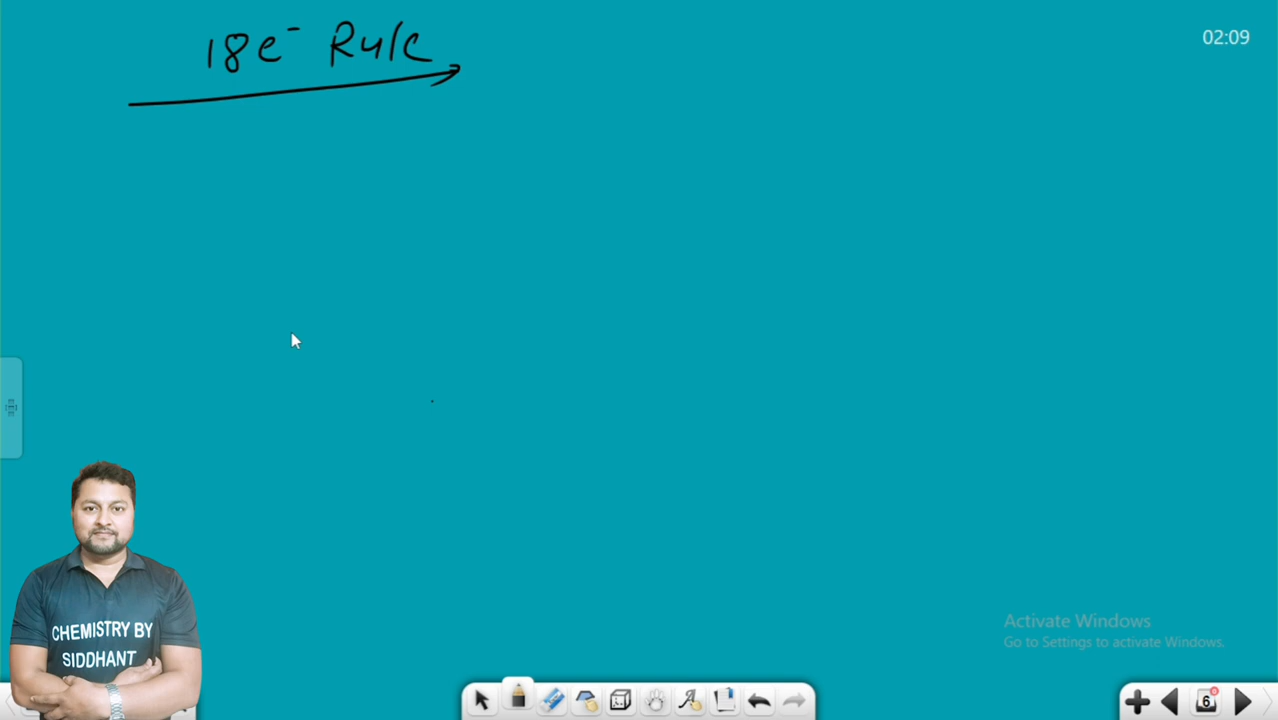 18e⁻ Rule
02:09
CHEMISTRY BY
SIDDHANT
Activate Windows
Go to Settings to activate Windows.
6